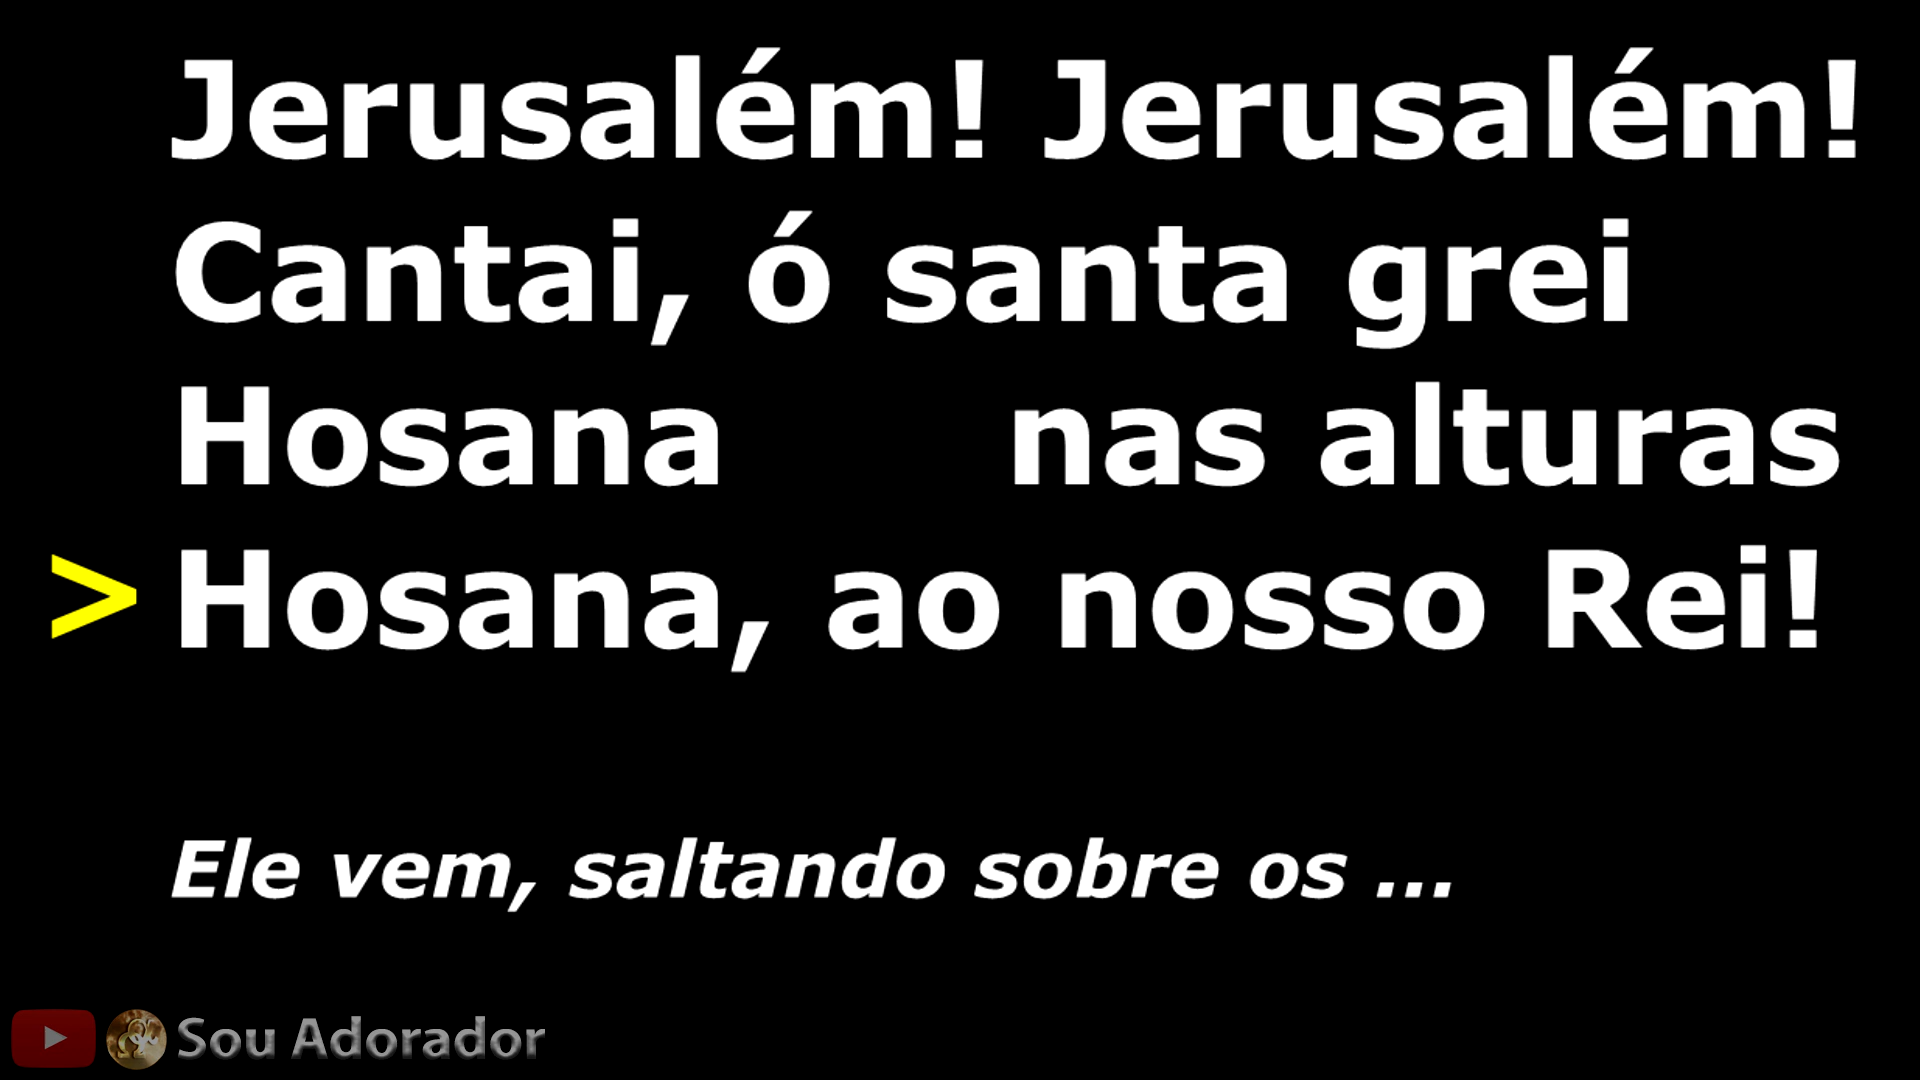 Jerusalém! Jerusalém!
Cantai, ó santa grei
Hosana nas alturas
> Hosana, ao nosso Rei!
Ele vem, saltando sobre os ...
Sou Adorador